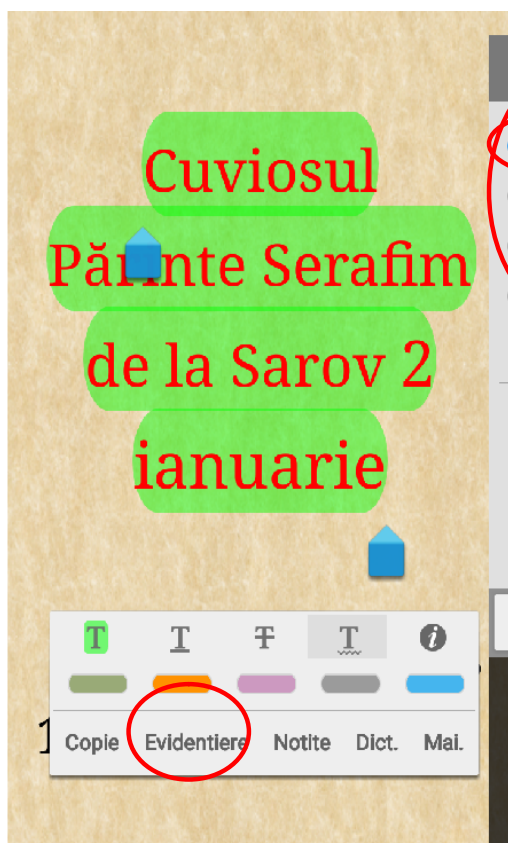 Cuviosul
Părinte Serafim
de la Sarov 2
ianuarie
T T T T i
Copie Evidentiere Notite Dict. Mai.